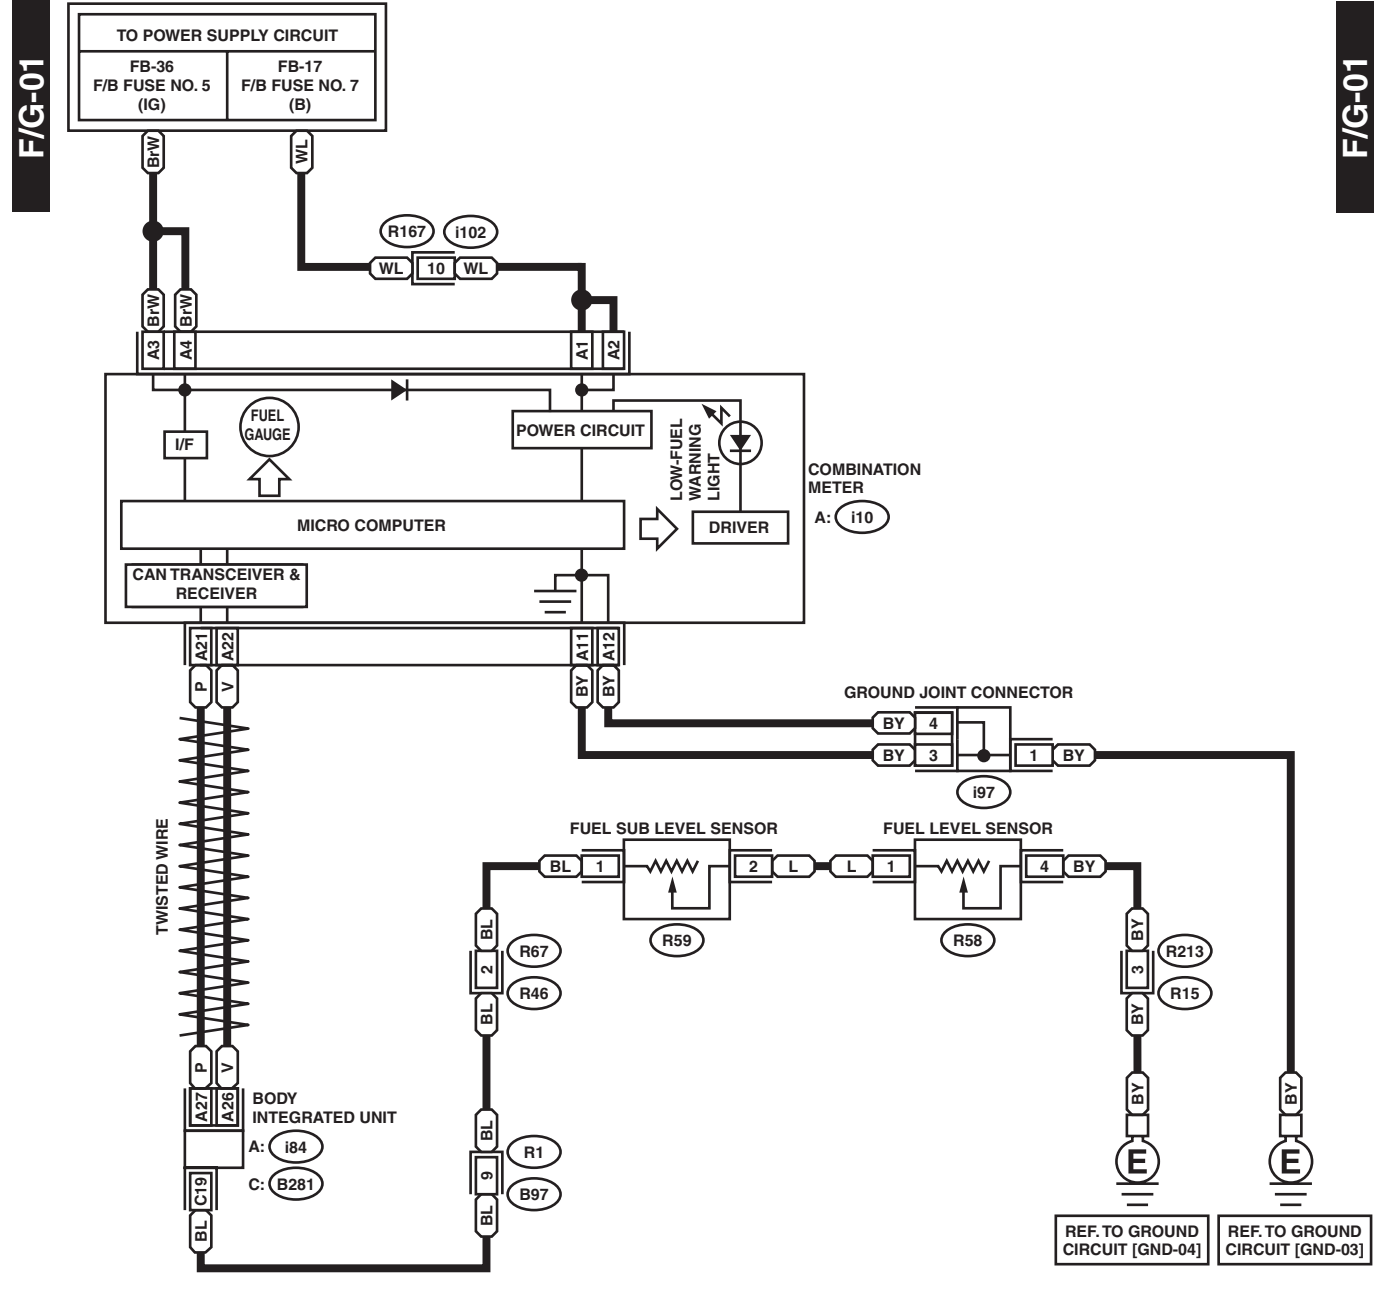 F/G-01
F/G-01
TO POWER SUPPLY CIRCUIT
FB-36
F/B FUSE NO. 5
(IG)
FB-17
F/B FUSE NO. 7
(B)
BrW
WL
R167
i102
WL
10
WL
BrW
BrW
A3
A4
A1
A2
FUEL
GAUGE
I/F
POWER CIRCUIT
LOW-FUEL
WARNING
LIGHT
COMBINATION
METER
A:
i10
MICRO COMPUTER
DRIVER
CAN TRANSCEIVER &
RECEIVER
A21
A22
A11
A12
P
V
BY
BY
GROUND JOINT CONNECTOR
BY
4
BY
3
1
BY
i97
TWISTED WIRE
FUEL SUB LEVEL SENSOR
FUEL LEVEL SENSOR
BL
1
2
L
L
1
4
BY
R59
R58
BL
2
BL
R67
R46
BY
3
BY
R213
R15
P
V
A27
A26
BODY
INTEGRATED UNIT
A:
i84
C:
B281
C19
BL
BL
9
BL
R1
B97
BY
BY
E
E
REF. TO GROUND
CIRCUIT [GND-04]
REF. TO GROUND
CIRCUIT [GND-03]